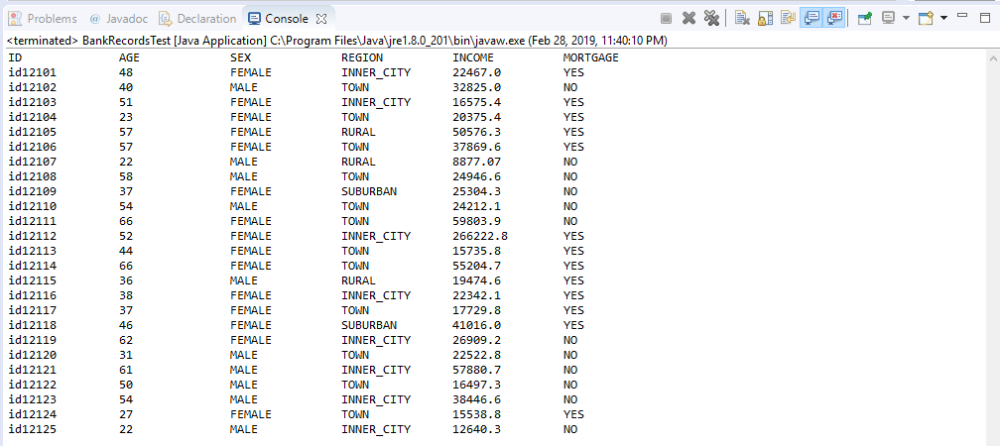 Problems @ Javadoc Declaration Console
<terminated> BankRecordsTest [Java Application] C:\Program Files\Java\jre1.8.0_201\bin\javaw.exe (Feb 28, 2019, 11:40:10 PM)
ID AGE SEX REGION INCOME MORTGAGE
id12101 48 FEMALE INNER_CITY 22467.0 YES
id12102 40 MALE TOWN 32825.0 NO
id12103 51 FEMALE INNER_CITY 16575.4 YES
id12104 23 FEMALE TOWN 20375.4 YES
id12105 57 FEMALE RURAL 50576.3 YES
id12106 57 FEMALE TOWN 37869.6 YES
id12107 22 MALE RURAL 8877.07 NO
id12108 58 MALE TOWN 24946.6 NO
id12109 37 FEMALE SUBURBAN 25304.3 NO
id12110 54 MALE TOWN 24212.1 NO
id12111 66 FEMALE TOWN 59803.9 NO
id12112 52 FEMALE INNER_CITY 266222.8 YES
id12113 44 FEMALE TOWN 15735.8 YES
id12114 66 FEMALE TOWN 55204.7 YES
id12115 36 MALE RURAL 19474.6 YES
id12116 38 FEMALE INNER_CITY 22342.1 YES
id12117 37 FEMALE TOWN 17729.8 YES
id12118 46 FEMALE SUBURBAN 41016.0 YES
id12119 62 FEMALE INNER_CITY 26909.2 NO
id12120 31 MALE TOWN 22522.8 NO
id12121 61 MALE INNER_CITY 57880.7 NO
id12122 50 MALE TOWN 16497.3 NO
id12123 54 MALE INNER_CITY 38446.6 NO
id12124 27 FEMALE TOWN 15538.8 YES
id12125 22 MALE INNER_CITY 12640.3 NO